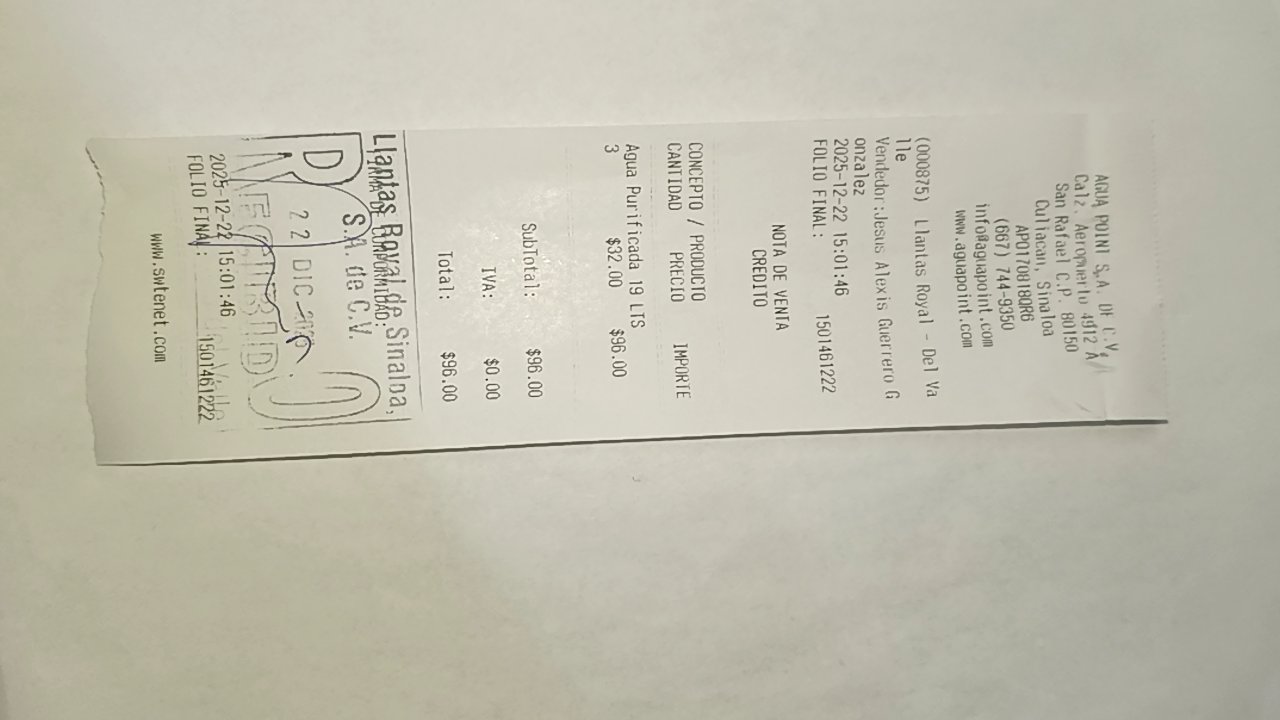 AGUA POINT S.A. DE C.V.
Calz. Aeropuerto 4912 A
San Rafael C.P. 80150
Culiacan, Sinaloa
APO170818QR6
(667) 744-9350
info@aguapoint.com
www.aguapoint.com
(000875) Llantas Royal - Del Va
lle
Vendedor:Jesus Alexis Guerrero G
onzalez
2025-12-22 15:01:46
FOLIO FINAL: 1501461222
NOTA DE VENTA
CREDITO
CONCEPTO / PRODUCTO
CANTIDAD PRECIO IMPORTE
Agua Purificada 19 LTS
3 $32.00 $96.00
SubTotal: $96.00
IVA: $0.00
Total: $96.00
Llantas Royal de Sinaloa,
CONFORMIDAD:
S.A. de C.V.
22 DIC
RECIBIDO
2025-12-22 15:01:46
FOLIO FINAL: 1501461222
www.swtenet.com